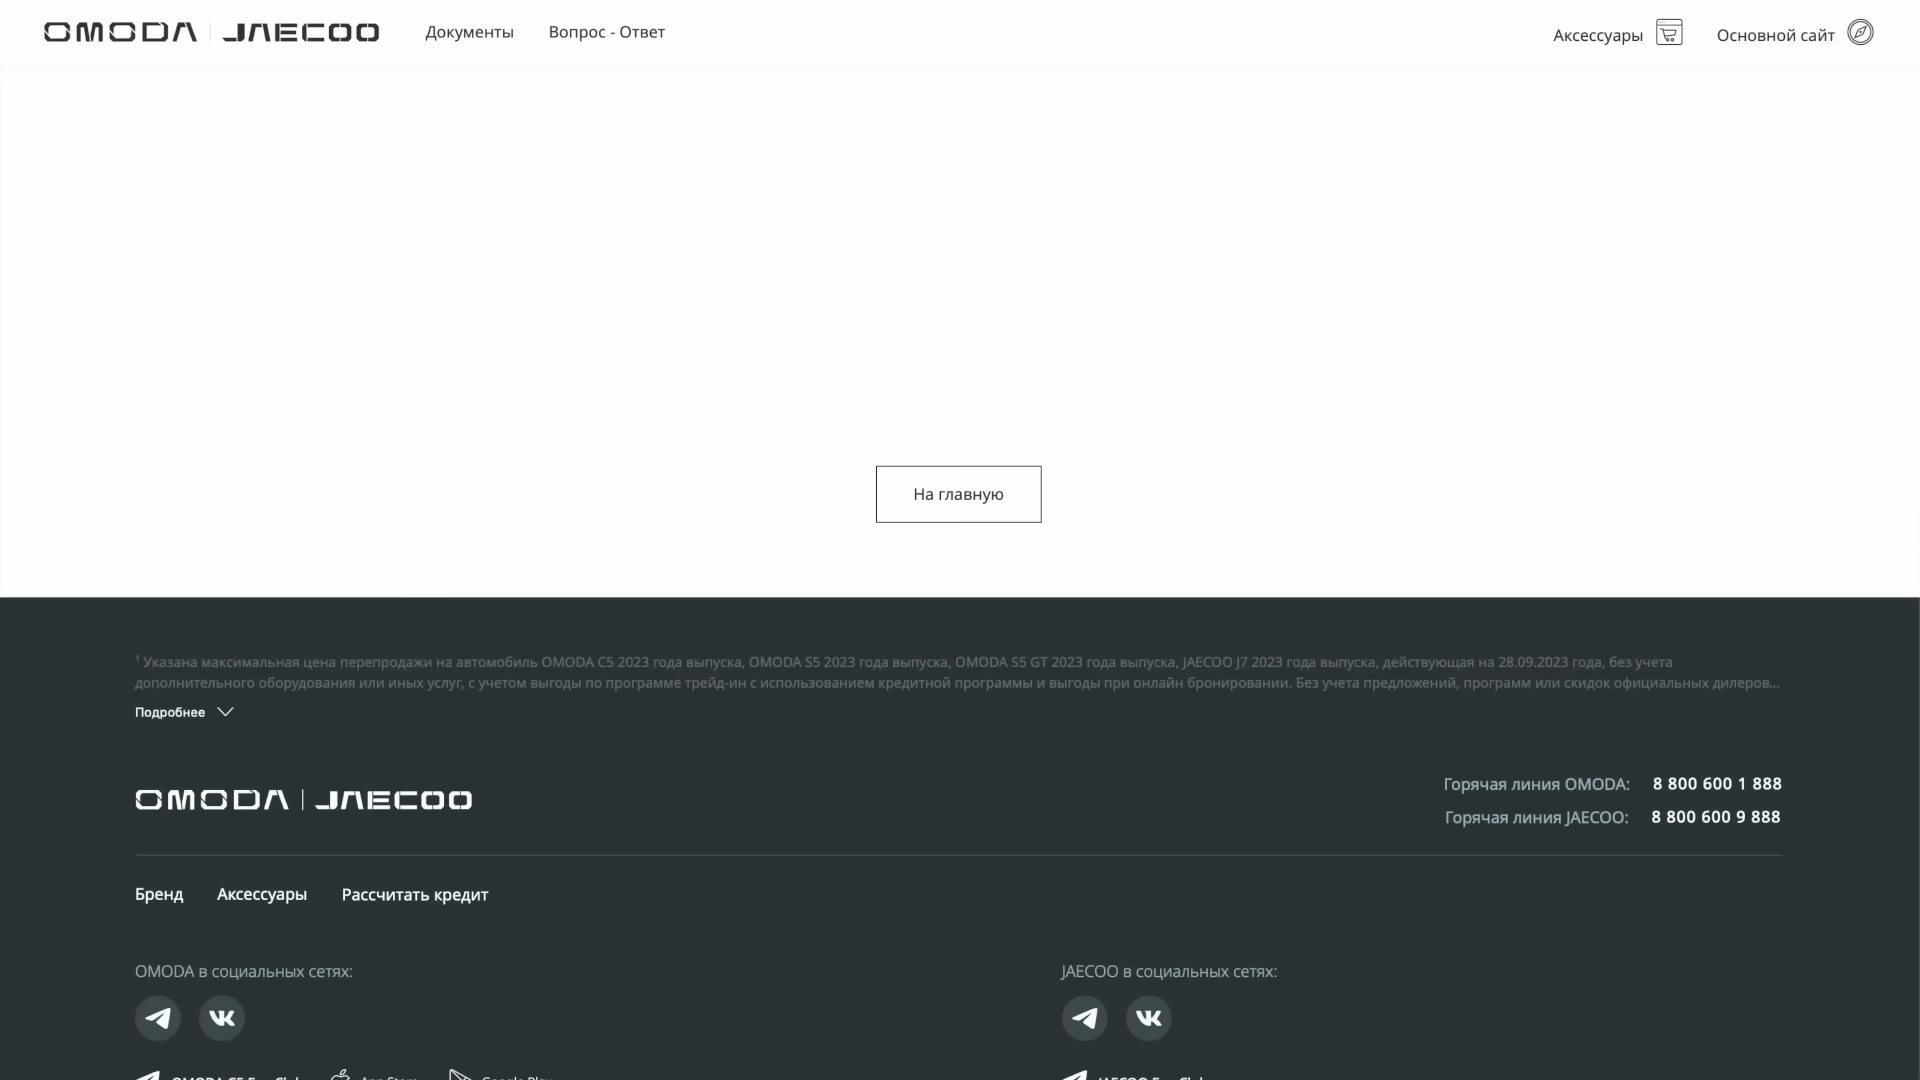 OMODA | JAECOO
Документы
Вопрос - Ответ
Аксессуары
Основной сайт
На главную
¹ Указана максимальная цена перепродажи на автомобиль OMODA C5 2023 года выпуска, OMODA S5 2023 года выпуска, OMODA S5 GT 2023 года выпуска, JAECOO J7 2023 года выпуска, действующая на 28.09.2023 года, без учета
дополнительного оборудования или иных услуг, с учетом выгоды по программе трейд-ин с использованием кредитной программы и выгоды при онлайн бронировании. Без учета предложений, программ или скидок официальных дилеров...
Подробнее
OMODA | JAECOO
Горячая линия OMODA: 8 800 600 1 888
Горячая линия JAECOO: 8 800 600 9 888
Бренд
Аксессуары
Рассчитать кредит
OMODA в социальных сетях:
JAECOO в социальных сетях: